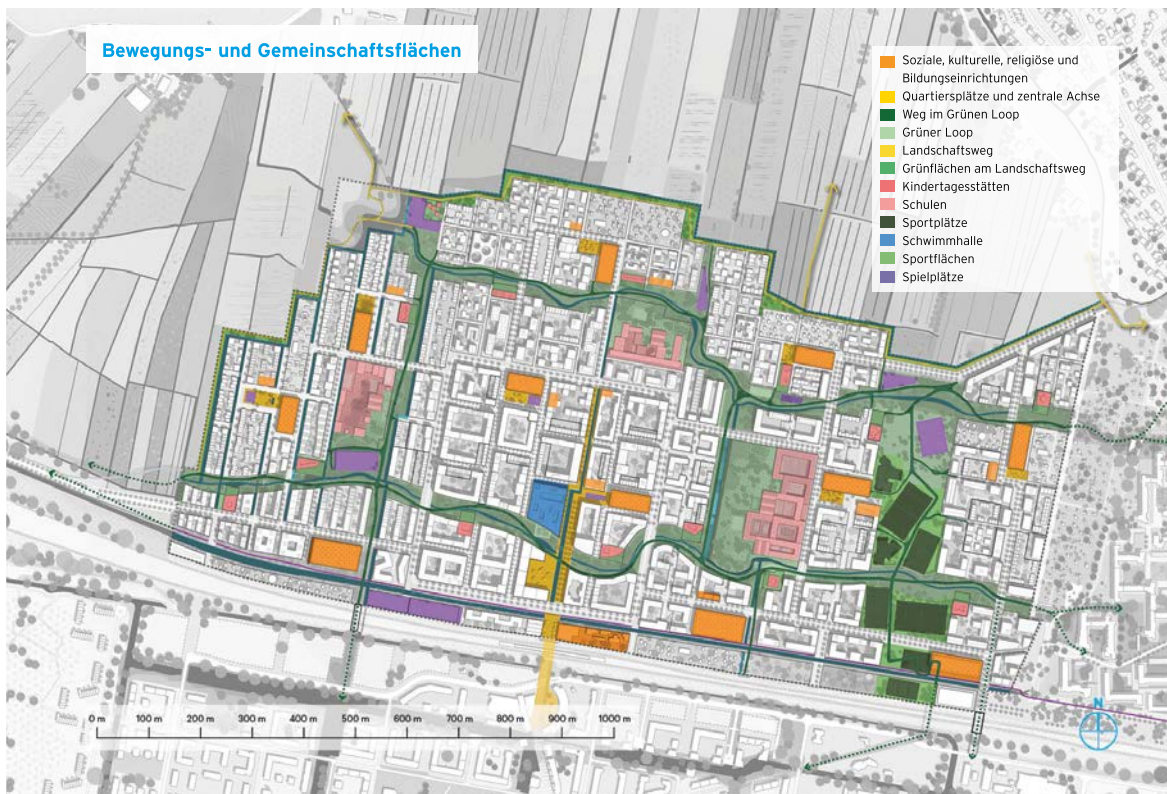 Bewegungs- und Gemeinschaftsflächen
Soziale, kulturelle, religiöse und
Bildungseinrichtungen
Quartiersplätze und zentrale Achse
Weg im Grünen Loop
Grüner Loop
Landschaftsweg
Grünflächen am Landschaftsweg
Kindertagesstätten
Schulen
Sportplätze
Schwimmhalle
Sportflächen
Spielplätze
0 m 100 m 200 m 300 m 400 m 500 m 600 m 700 m 800 m 900 m 1000 m
N